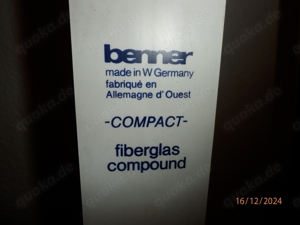 benner
made in W Germany
fabriqué en
Allemagne d'Ouest
-COMPACT-
fiberglas
compound
16/12/2024